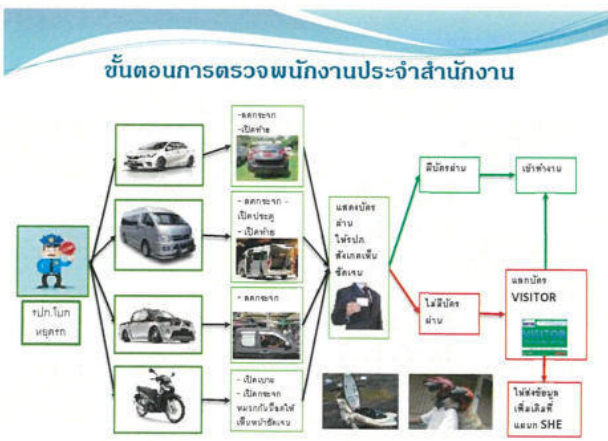 ขั้นตอนการตรวจพนักงานประจำสำนักงาน
-ลดกระจก
-เปิดท้าย
- ลดกระจก -
เปิดประตู
- เปิดท้าย
- ลดกระจก
- เปิดเบาะ
- เปิดกระจก
หมวกกันน็อคให้
เห็นหน้าชัดเจน
รปภ.โบก
หยุดรถ
แสดงบัตร
ผ่าน
ให้รปภ.
สังเกตเห็น
ชัดเจน
มีบัตรผ่าน
เข้าทำงาน
ไม่มีบัตร
ผ่าน
แลกบัตร
VISITOR
VISITOR
ให้ส่งข้อมูล
เพิ่มเติมที่
แผนก SHE